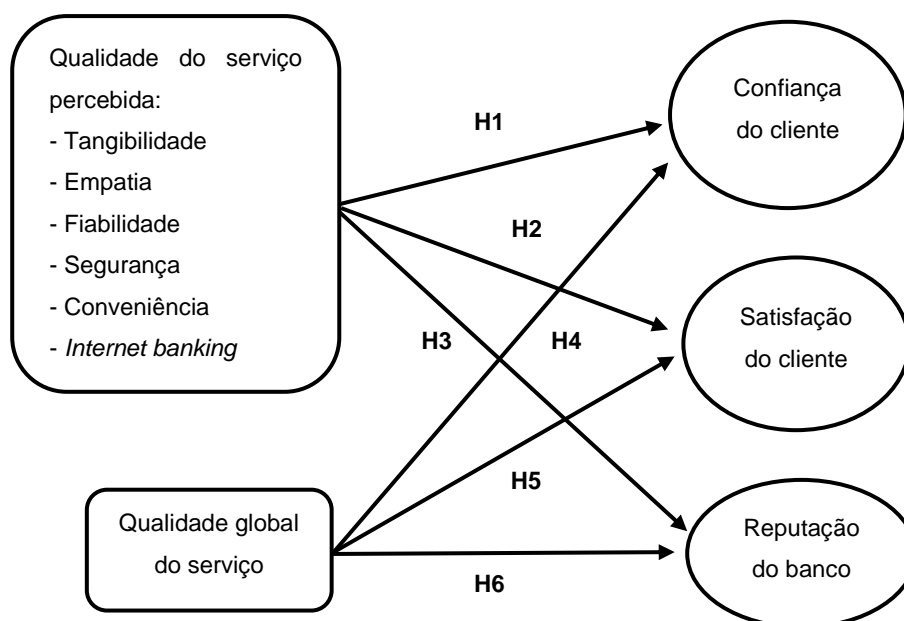 Qualidade do serviço
percebida:
- Tangibilidade
- Empatia
- Fiabilidade
- Segurança
- Conveniência
- Internet banking
H1
H2
H3
H4
H5
H6
Confiança
do cliente
Satisfação
do cliente
Qualidade global
do serviço
Reputação
do banco